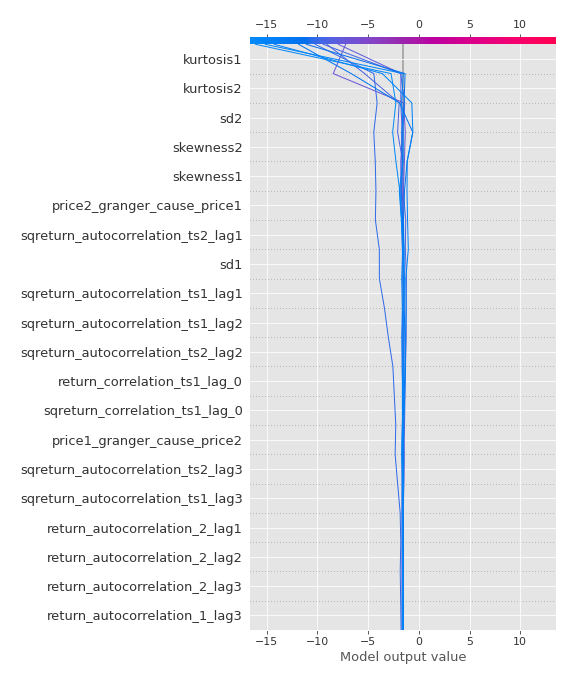 −15 −10 −5 0 5 10
kurtosis1
kurtosis2
sd2
skewness2
skewness1
price2_granger_cause_price1
sqreturn_autocorrelation_ts2_lag1
sd1
sqreturn_autocorrelation_ts1_lag1
sqreturn_autocorrelation_ts1_lag2
sqreturn_autocorrelation_ts2_lag2
return_correlation_ts1_lag_0
sqreturn_correlation_ts1_lag_0
price1_granger_cause_price2
sqreturn_autocorrelation_ts2_lag3
sqreturn_autocorrelation_ts1_lag3
return_autocorrelation_2_lag1
return_autocorrelation_2_lag2
return_autocorrelation_2_lag3
return_autocorrelation_1_lag3
−15 −10 −5 0 5 10
Model output value